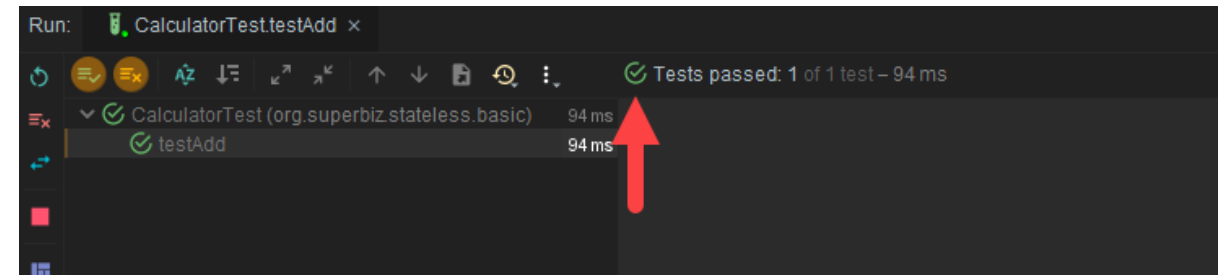 Run: CalculatorTest.testAdd ×
Tests passed: 1 of 1 test – 94 ms
CalculatorTest (org.superbiz.stateless.basic) 94 ms
testAdd 94 ms